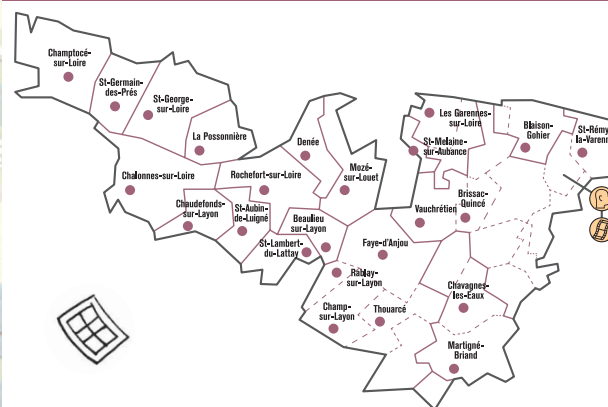 Champtocé-
sur-Loire
St-Germain-
des-Prés
St-George-
sur-Loire
La Possonnière
Chalonnes-sur-Loire
Chaudefonds-
sur-Layon
St-Aubin-
de-Luigné
Rochefort-sur-Loire
Denée
Mozé-
sur-Louet
Beaulieu
sur-Layon
St-Lambert-
du-Lattay
Les Garennes-
sur-Loire
St-Melaine-
sur-Aubance
Blaison-
Gohier
St-Rémy
la-Varenn
Brissac-
Quincé
Vauchrétien
Faye-d'Anjou
Rablay-
sur-Layon
Champ-
sur-Layon
Thouarcé
Chavagnes-
les-Eaux
Martigné-
Briand